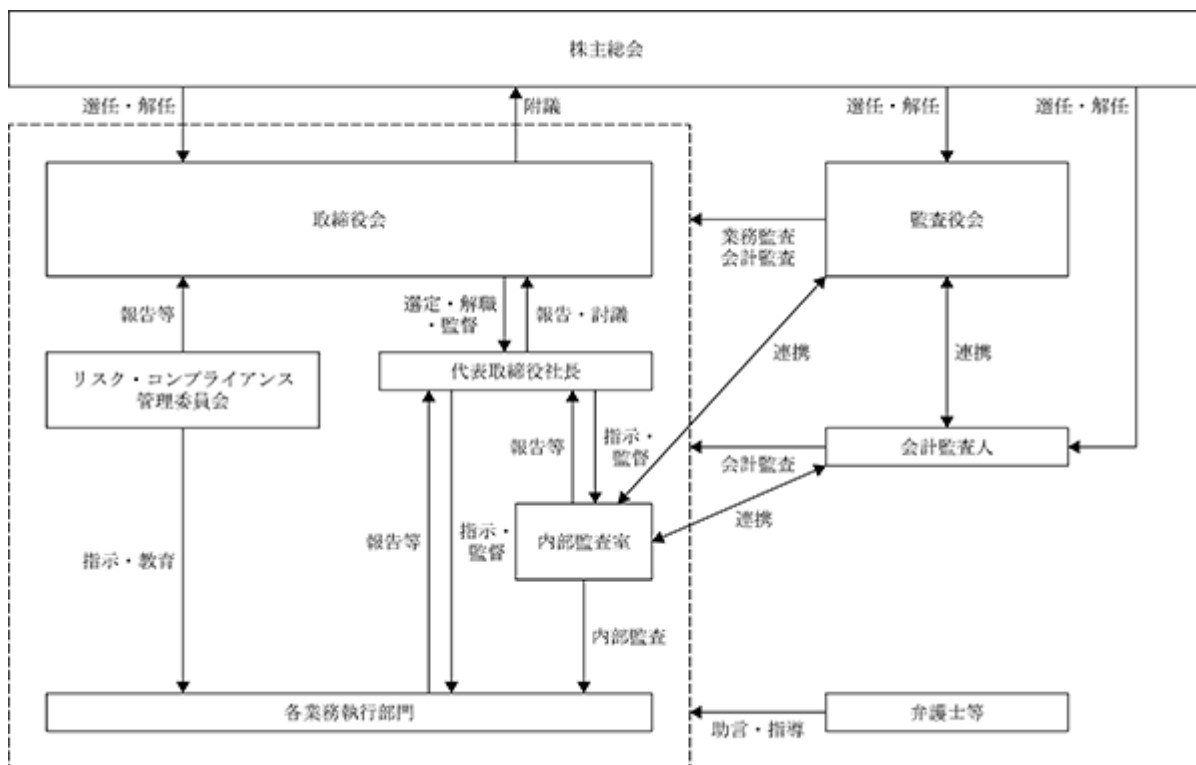 株主総会
選任・解任
附議
選任・解任
選任・解任
取締役会
監査役会
業務監査
会計監査
報告等
選定・解職
・監督
報告・討議
連携
連携
リスク・コンプライアンス
管理委員会
代表取締役社長
報告等
指示・
監督
会計監査人
会計監査
連携
指示・教育
報告等
指示・
監督
内部監査室
内部監査
各業務執行部門
弁護士等
助言・指導